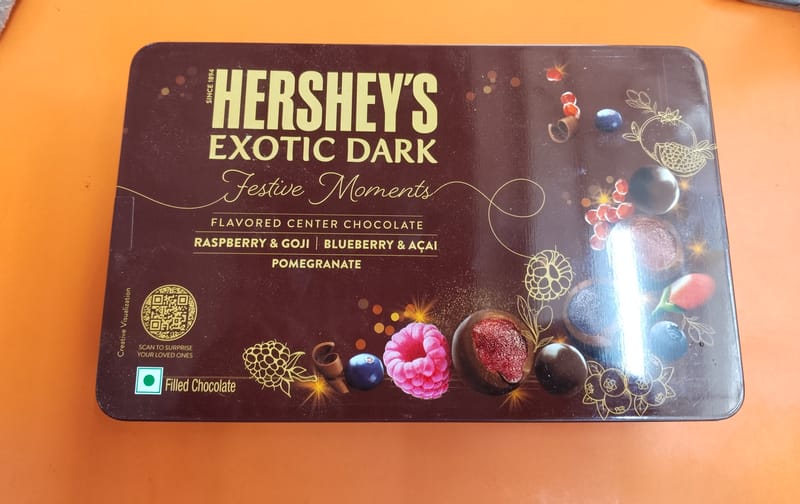 SINCE 1894
HERSHEY'S
EXOTIC DARK
Festive Moments
FLAVORED CENTER CHOCOLATE
RASPBERRY & GOJI | BLUEBERRY & AÇAI
POMEGRANATE
Creative Visualization
SCAN TO SURPRISE
YOUR LOVED ONES
Filled Chocolate